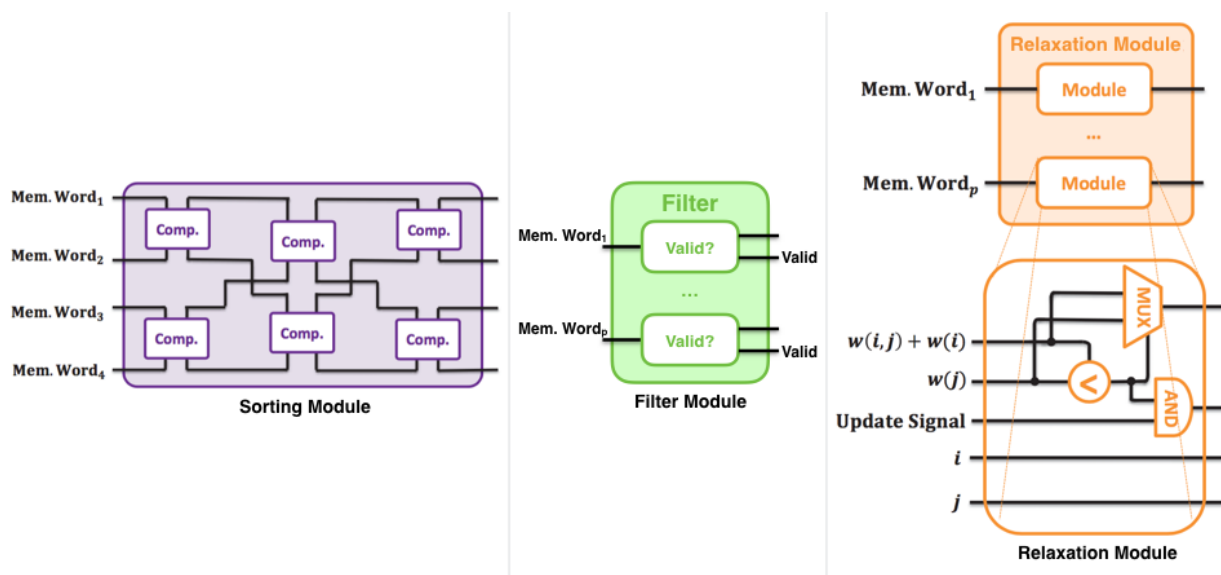 Mem. Word₁
Mem. Word₂
Mem. Word₃
Mem. Word₄
Comp.
Comp.
Comp.
Comp.
Comp.
Comp.
Sorting Module
Filter
Mem. Word₁
Valid?
Valid
...
Mem. Wordₚ
Valid?
Valid
Filter Module
Relaxation Module
Mem. Word₁
Module
...
Mem. Wordₚ
Module
MUX
w(i, j) + w(i)
w(j)
<
AND
Update Signal
i
j
Relaxation Module